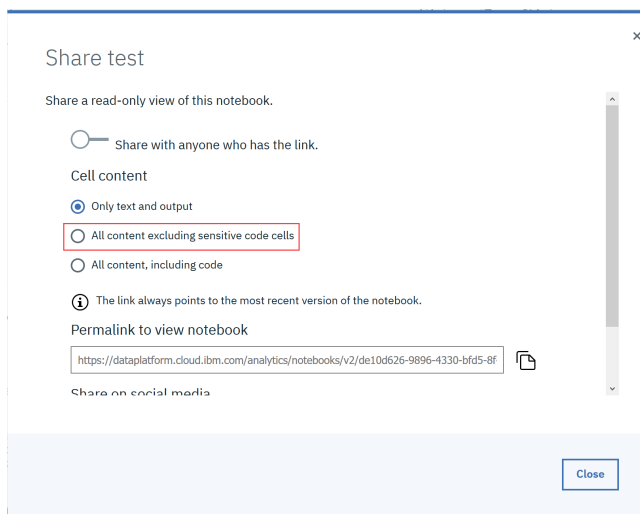 Share test
Share a read-only view of this notebook.
Share with anyone who has the link.
Cell content
Only text and output
All content excluding sensitive code cells
All content, including code
The link always points to the most recent version of the notebook.
Permalink to view notebook
https://dataplatform.cloud.ibm.com/analytics/notebooks/v2/de10d626-9896-4330-bfd5-8f
Share on social media
Close